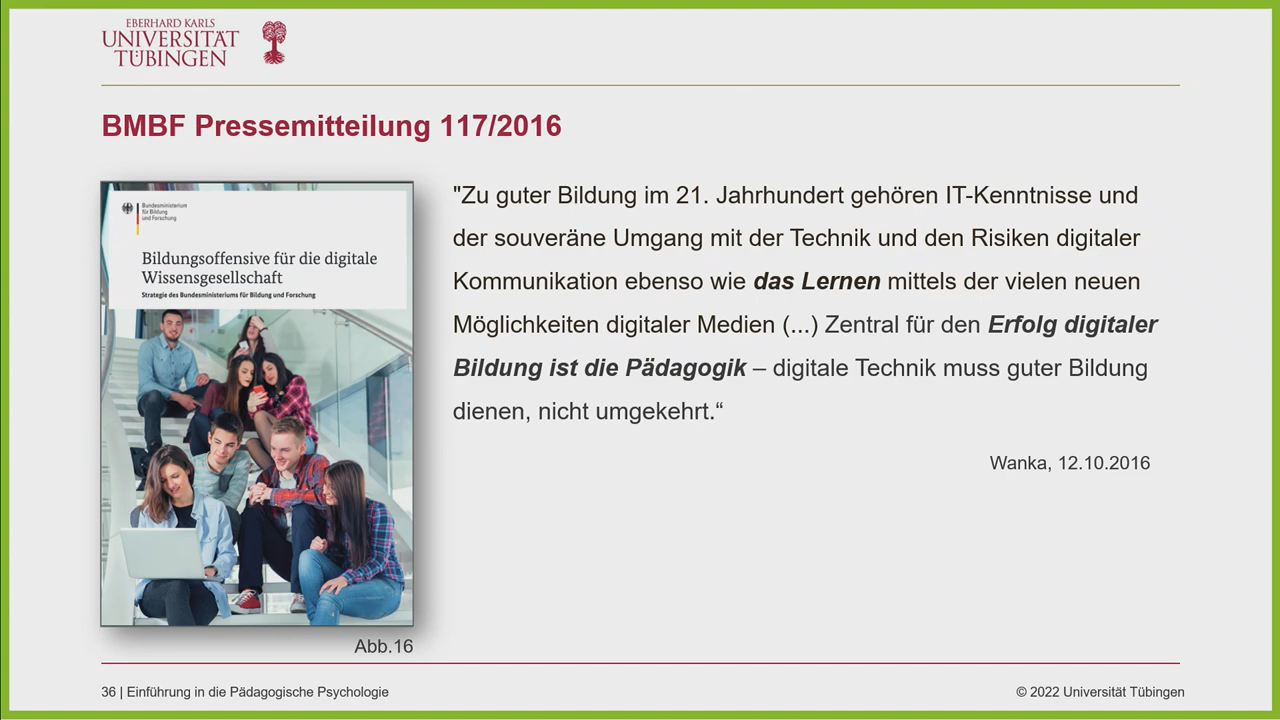 EBERHARD KARLS
UNIVERSITÄT
TÜBINGEN
BMBF Pressemitteilung 117/2016
Bundesministerium
für Bildung
und Forschung
Bildungsoffensive für die digitale
Wissensgesellschaft
Strategie des Bundesministeriums für Bildung und Forschung
"Zu guter Bildung im 21. Jahrhundert gehören IT-Kenntnisse und
der souveräne Umgang mit der Technik und den Risiken digitaler
Kommunikation ebenso wie das Lernen mittels der vielen neuen
Möglichkeiten digitaler Medien (...) Zentral für den Erfolg digitaler
Bildung ist die Pädagogik – digitale Technik muss guter Bildung
dienen, nicht umgekehrt.“
Wanka, 12.10.2016
Abb.16
36 | Einführung in die Pädagogische Psychologie
© 2022 Universität Tübingen